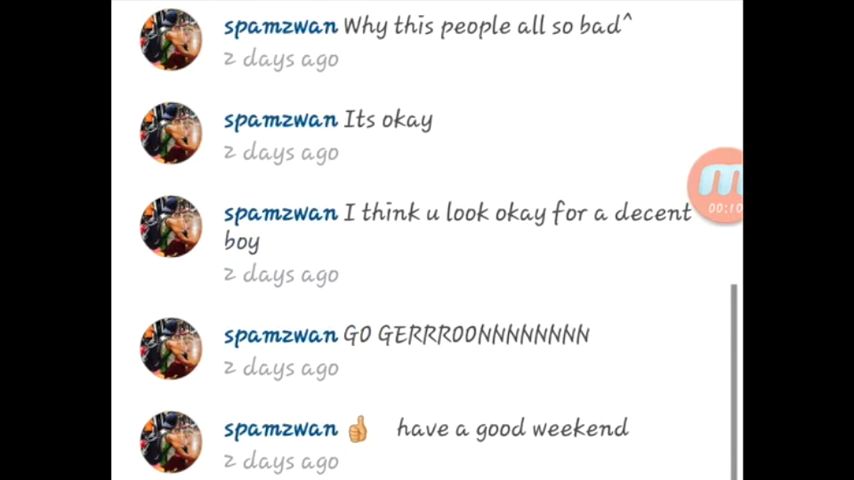 spamzwan Why this people all so bad^
2 days ago
spamzwan Its okay
2 days ago
spamzwan I think u look okay for a decent
boy
2 days ago
spamzwan GO GERRROONNNNNNNN
2 days ago
spamzwan 👍 have a good weekend
2 days ago
m
00:10